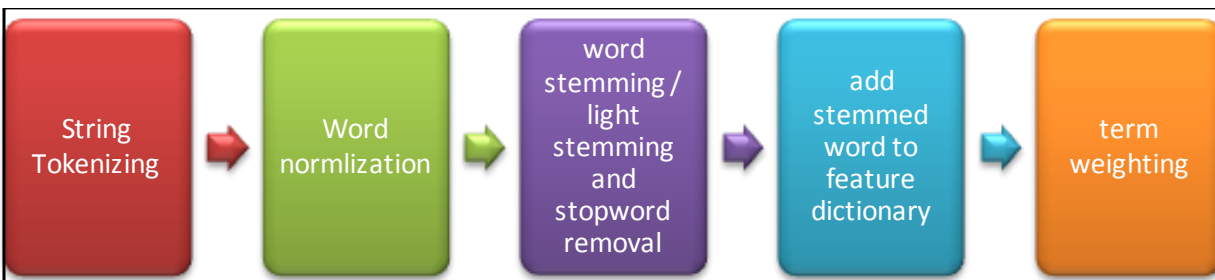 String
Tokenizing
Word
normlization
word
stemming /
light
stemming
and
stopword
removal
add
stemmed
word to
feature
dictionary
term
weighting